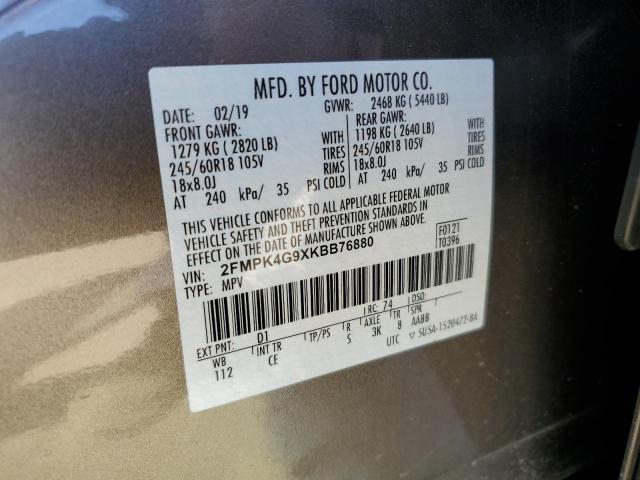 MFD. BY FORD MOTOR CO.
DATE: 02/19 GVWR: 2468 KG ( 5440 LB)
FRONT GAWR: REAR GAWR:
1279 KG ( 2820 LB) WITH 1198 KG ( 2640 LB) WITH
245/60R18 105V TIRES 245/60R18 105V TIRES
18x8.0J RIMS 18x8.0J RIMS
AT 240 kPa/ 35 PSI COLD AT 240 kPa/ 35 PSI COLD
THIS VEHICLE CONFORMS TO ALL APPLICABLE FEDERAL MOTOR
VEHICLE SAFETY AND THEFT PREVENTION STANDARDS IN
EFFECT ON THE DATE OF MANUFACTURE SHOWN ABOVE.
VIN: 2FMPK4G9XKBB76880 F0121
TYPE: MPV T0396
EXT PNT: D1 RC: 74 DSO:
WB INT TR TP/PS R AXLE TR SPR
112 CE S 3K 8 AABB
UTC ▽ 5U5A-1520472-BA